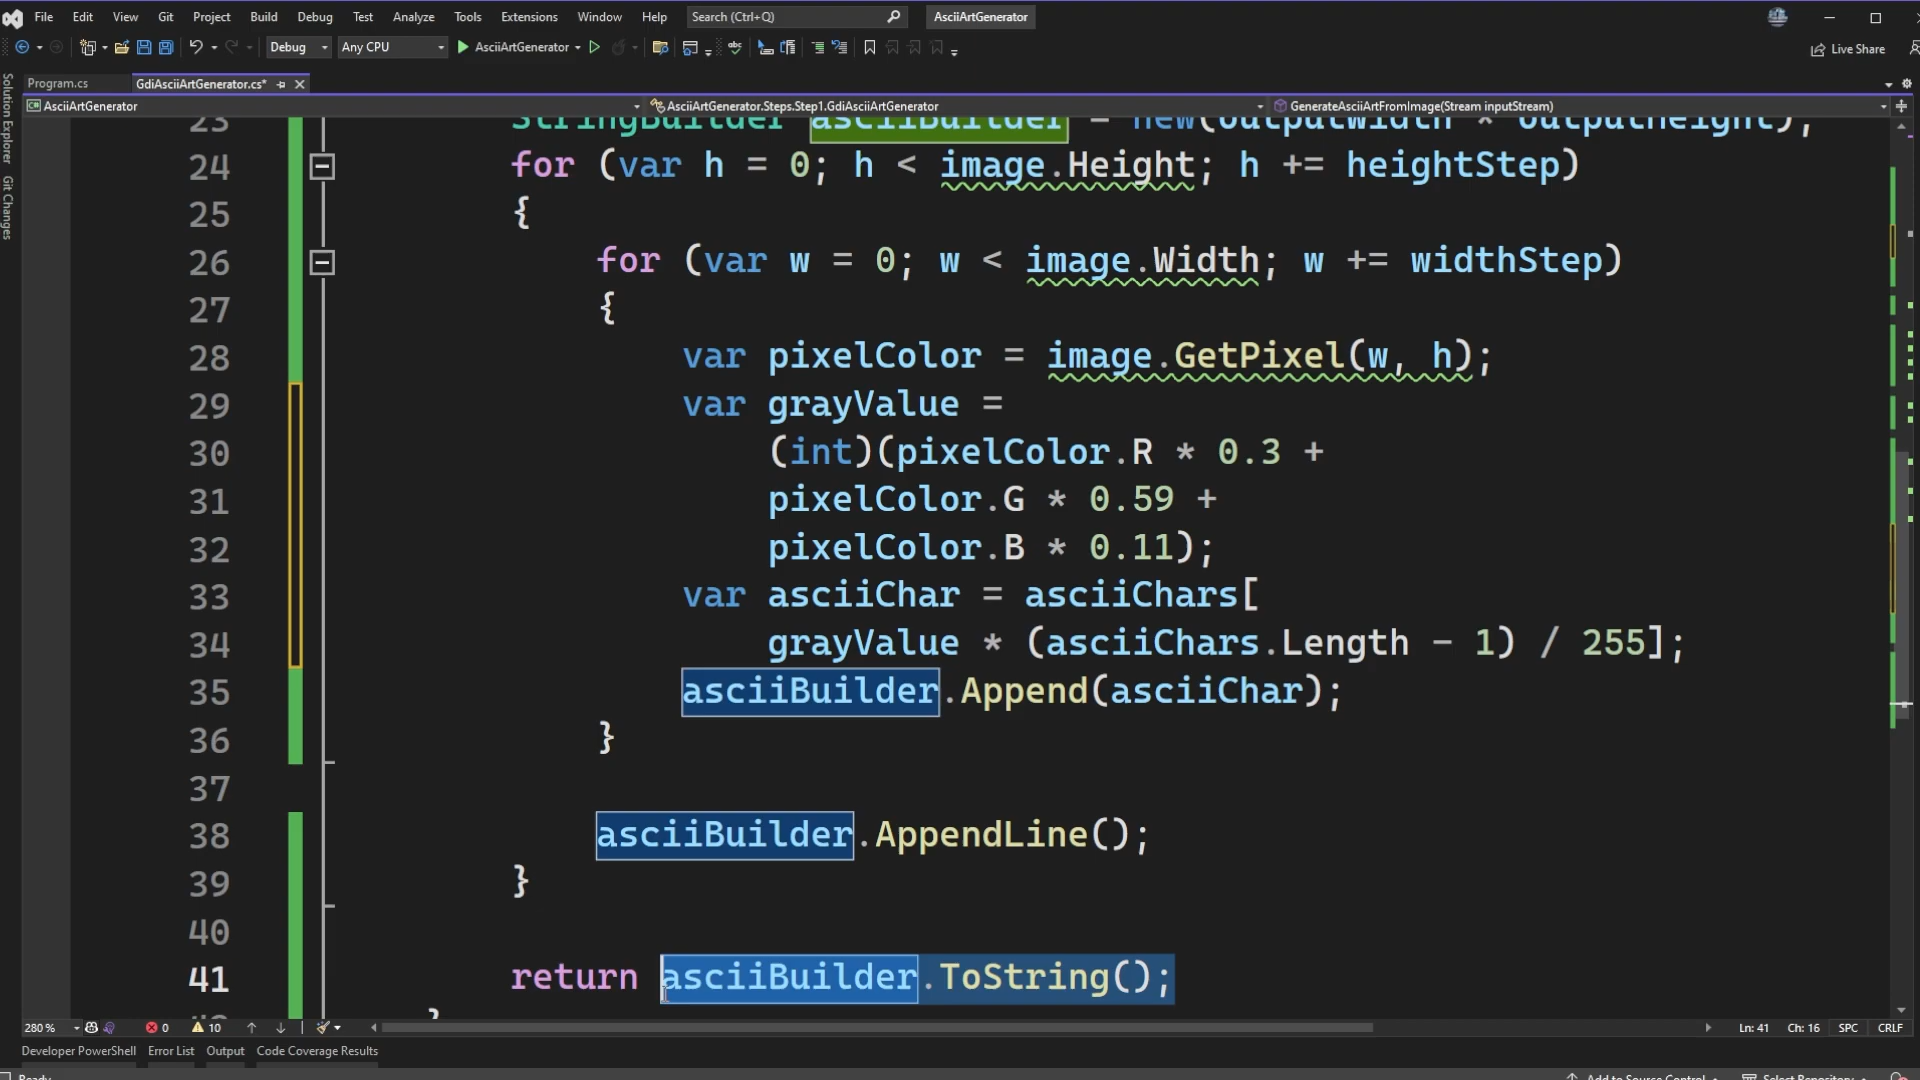 File Edit View Git Project Build Debug Test Analyze Tools Extensions Window Help Search (Ctrl+Q) AsciiArtGenerator
Debug Any CPU AsciiArtGenerator Live Share
Program.cs GdiAsciiArtGenerator.cs*
AsciiArtGenerator AsciiArtGenerator.Steps.Step1.GdiAsciiArtGenerator GenerateAsciiArtFromImage(Stream inputStream)
Solution Explorer
Git Changes
23 StringBuilder asciiBuilder = new(outputWidth * outputHeight);
24 for (var h = 0; h < image.Height; h += heightStep)
25 {
26 for (var w = 0; w < image.Width; w += widthStep)
27 {
28 var pixelColor = image.GetPixel(w, h);
29 var grayValue =
30 (int)(pixelColor.R * 0.3 +
31 pixelColor.G * 0.59 +
32 pixelColor.B * 0.11);
33 var asciiChar = asciiChars[
34 grayValue * (asciiChars.Length - 1) / 255];
35 asciiBuilder.Append(asciiChar);
36 }
37
38 asciiBuilder.AppendLine();
39 }
40
41 return asciiBuilder.ToString();
280 % 0 10 Ln: 41 Ch: 16 SPC CRLF
Developer PowerShell Error List Output Code Coverage Results
Ready Add to Source Control Select Repository